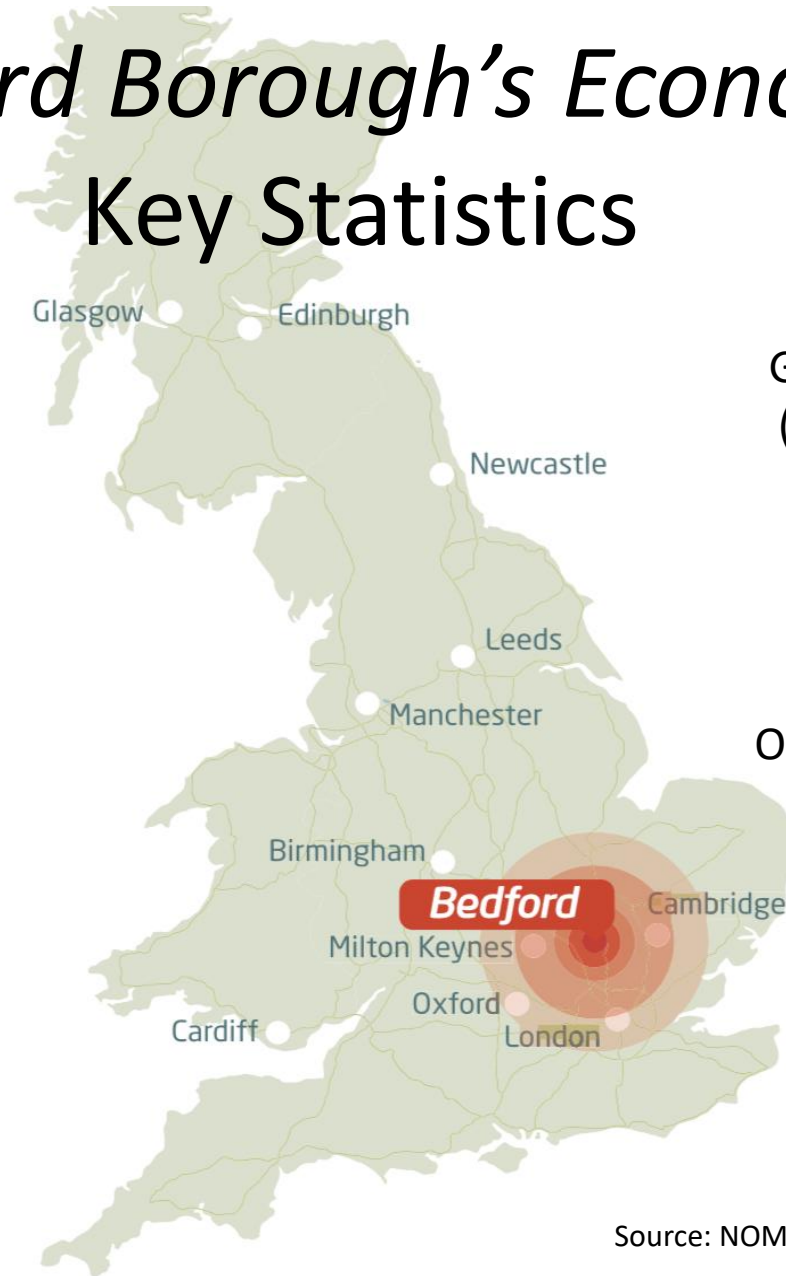 rd Borough's Econo
Key Statistics
Glasgow
Edinburgh
G
(
Newcastle
Leeds
Manchester
O
Birmingham
Bedford
Cambridge
Milton Keynes
Oxford
London
Cardiff
Source: NOM